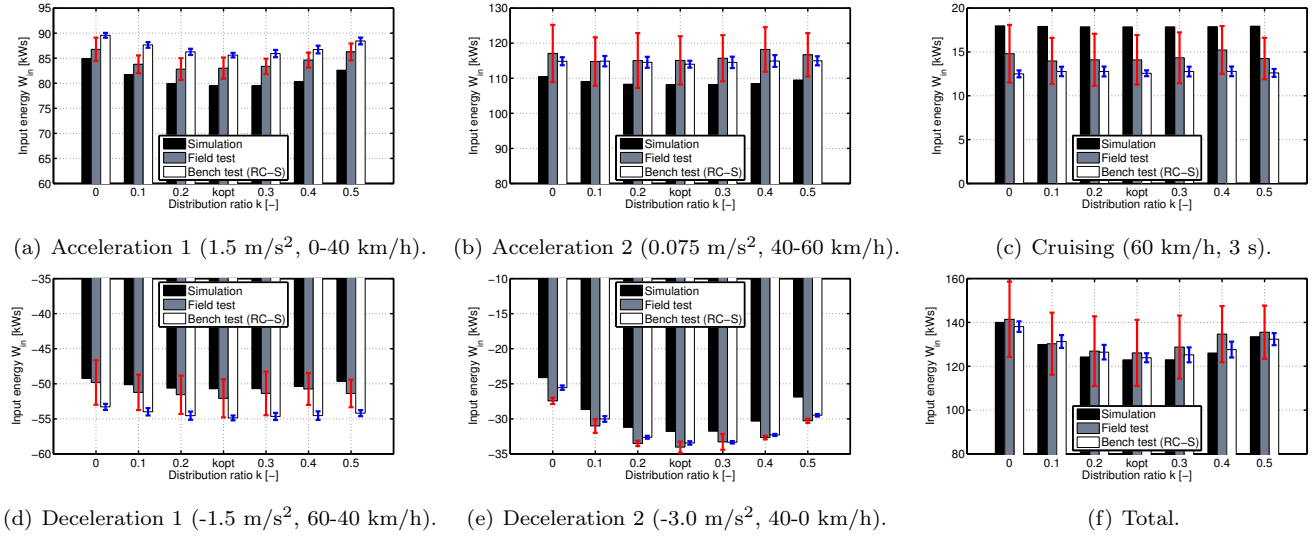 Input energy W_in [kWs]
95
90
85
80
75
70
65
60
Simulation
Field test
Bench test (RC−S)
0 0.1 0.2 kopt 0.3 0.4 0.5
Distribution ratio k [−]
(a) Acceleration 1 (1.5 m/s², 0-40 km/h).
Input energy W_in [kWs]
130
120
110
100
90
80
Simulation
Field test
Bench test (RC−S)
0 0.1 0.2 kopt 0.3 0.4 0.5
Distribution ratio k [−]
(b) Acceleration 2 (0.075 m/s², 40-60 km/h).
Input energy W_in [kWs]
20
15
10
5
0
Simulation
Field test
Bench test (RC−S)
0 0.1 0.2 kopt 0.3 0.4 0.5
Distribution ratio k [−]
(c) Cruising (60 km/h, 3 s).
Input energy W_in [kWs]
−35
−40
−45
−50
−55
−60
Simulation
Field test
Bench test (RC−S)
0 0.1 0.2 kopt 0.3 0.4 0.5
Distribution ratio k [−]
(d) Deceleration 1 (-1.5 m/s², 60-40 km/h).
Input energy W_in [kWs]
−10
−15
−20
−25
−30
−35
Simulation
Field test
Bench test (RC−S)
0 0.1 0.2 kopt 0.3 0.4 0.5
Distribution ratio k [−]
(e) Deceleration 2 (-3.0 m/s², 40-0 km/h).
Input energy W_in [kWs]
160
140
120
100
80
Simulation
Field test
Bench test (RC−S)
0 0.1 0.2 kopt 0.3 0.4 0.5
Distribution ratio k [−]
(f) Total.